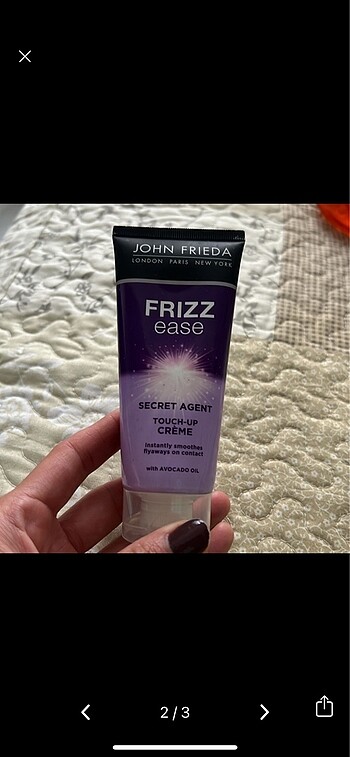 JOHN FRIEDA
LONDON PARIS NEW YORK
FRIZZ
ease
SECRET AGENT
TOUCH-UP
CRÈME
Instantly smoothes
flyaways on contact
with AVOCADO OIL
2/3